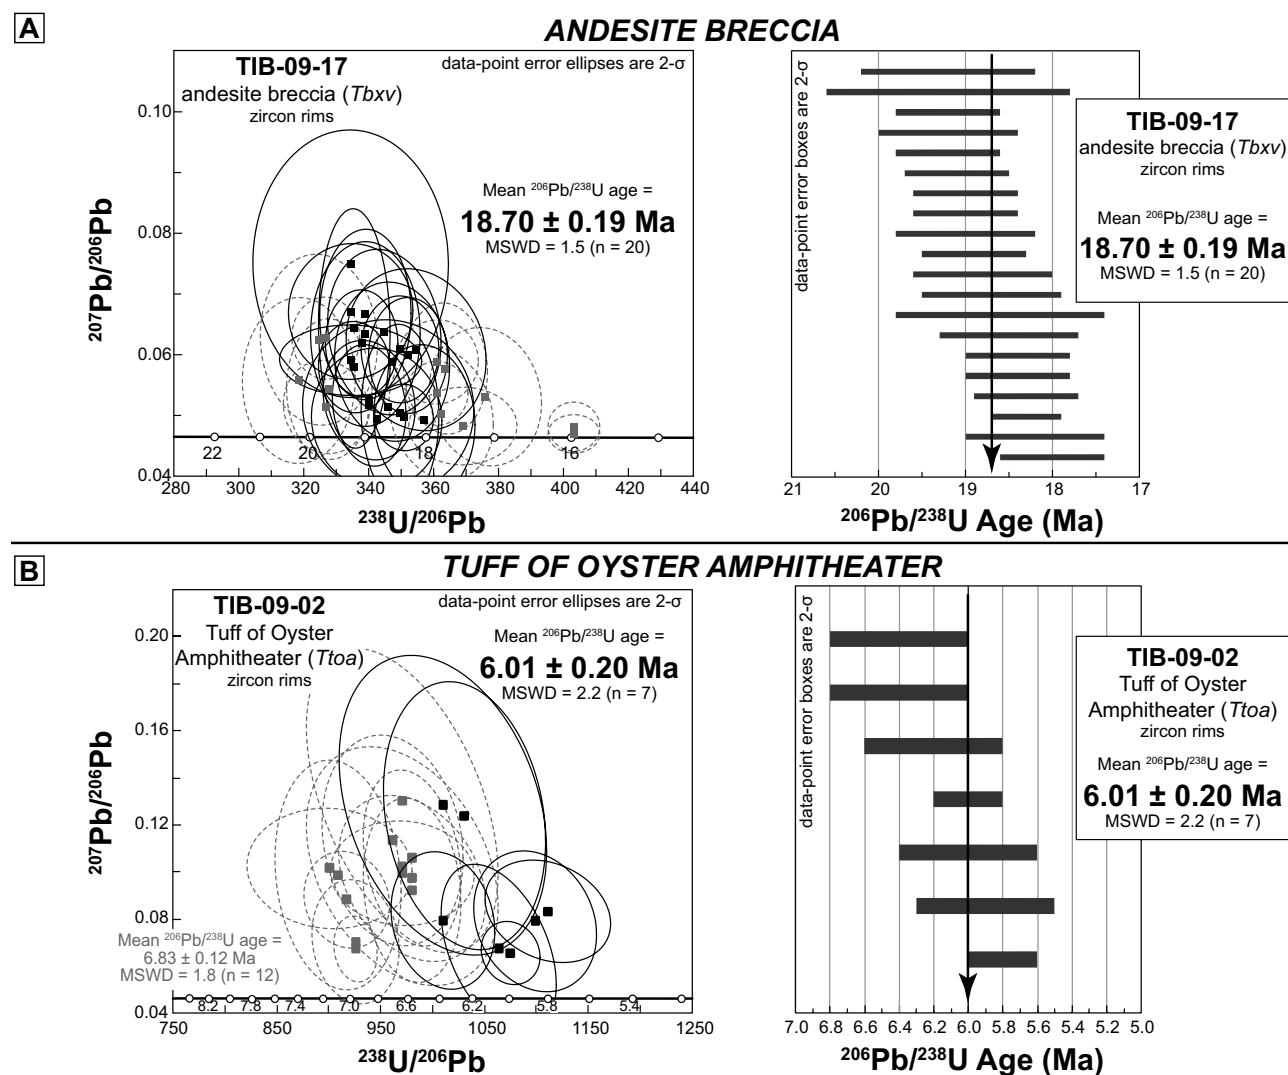 A
ANDESITE BRECCIA
TIB-09-17
andesite breccia (Tbxv)
zircon rims
data-point error ellipses are 2-σ
Mean ²⁰⁶Pb/²³⁸U age =
18.70 ± 0.19 Ma
MSWD = 1.5 (n = 20)
0.10
0.08
0.06
0.04
²⁰⁷Pb/²⁰⁶Pb
22
20
18
16
280
300
320
340
360
380
400
420
440
²³⁸U/²⁰⁶Pb
data-point error boxes are 2-σ
TIB-09-17
andesite breccia (Tbxv)
zircon rims
Mean ²⁰⁶Pb/²³⁸U age =
18.70 ± 0.19 Ma
MSWD = 1.5 (n = 20)
21
20
19
18
17
²⁰⁶Pb/²³⁸U Age (Ma)
B
TUFF OF OYSTER AMPHITHEATER
TIB-09-02
Tuff of Oyster
Amphitheater (Ttoa)
zircon rims
data-point error ellipses are 2-σ
Mean ²⁰⁶Pb/²³⁸U age =
6.01 ± 0.20 Ma
MSWD = 2.2 (n = 7)
0.20
0.16
0.12
0.08
0.04
²⁰⁷Pb/²⁰⁶Pb
Mean ²⁰⁶Pb/²³⁸U age =
6.83 ± 0.12 Ma
MSWD = 1.8 (n = 12)
8.2
7.8
7.4
7.0
6.6
6.2
5.8
5.4
750
850
950
1050
1150
1250
²³⁸U/²⁰⁶Pb
data-point error boxes are 2-σ
TIB-09-02
Tuff of Oyster
Amphitheater (Ttoa)
zircon rims
Mean ²⁰⁶Pb/²³⁸U age =
6.01 ± 0.20 Ma
MSWD = 2.2 (n = 7)
7.0
6.8
6.6
6.4
6.2
6.0
5.8
5.6
5.4
5.2
5.0
²⁰⁶Pb/²³⁸U Age (Ma)